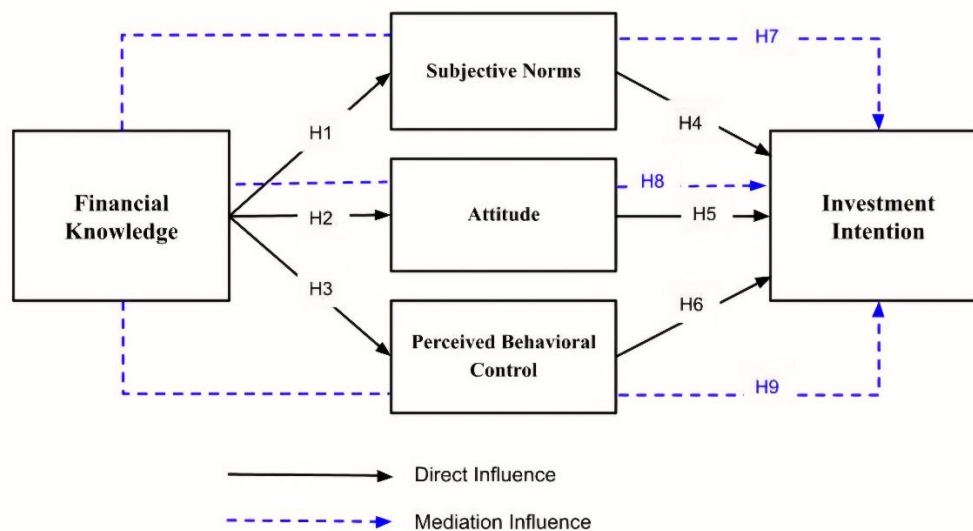 H7
Subjective Norms
H1
H4
Financial
Knowledge
H8
H2
Attitude
H5
Investment
Intention
H3
H6
Perceived Behavioral
Control
H9
Direct Influence
Mediation Influence